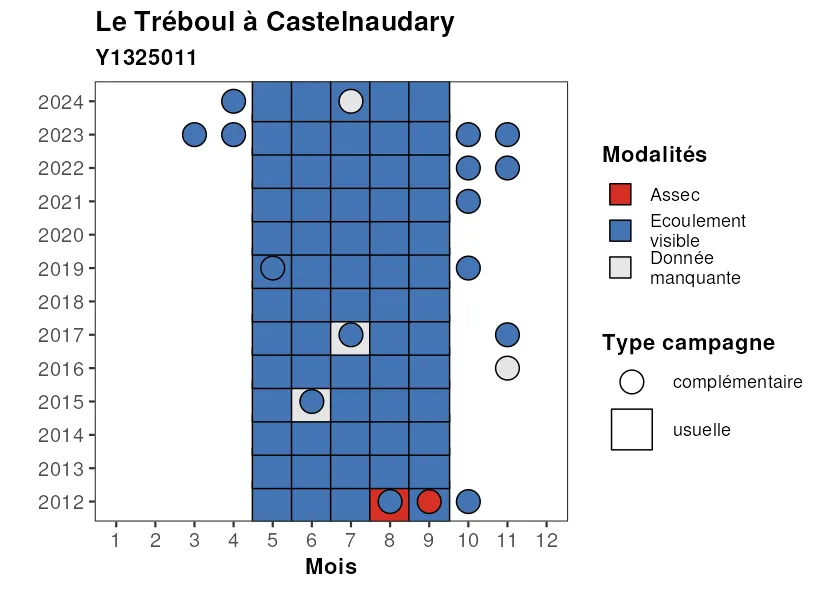 Le Tréboul à Castelnaudary
Y1325011
2024
2023
2022
2021
2020
2019
2018
2017
2016
2015
2014
2013
2012
1 2 3 4 5 6 7 8 9 10 11 12
Mois
Modalités
Assec
Ecoulement
visible
Donnée
manquante
Type campagne
complémentaire
usuelle